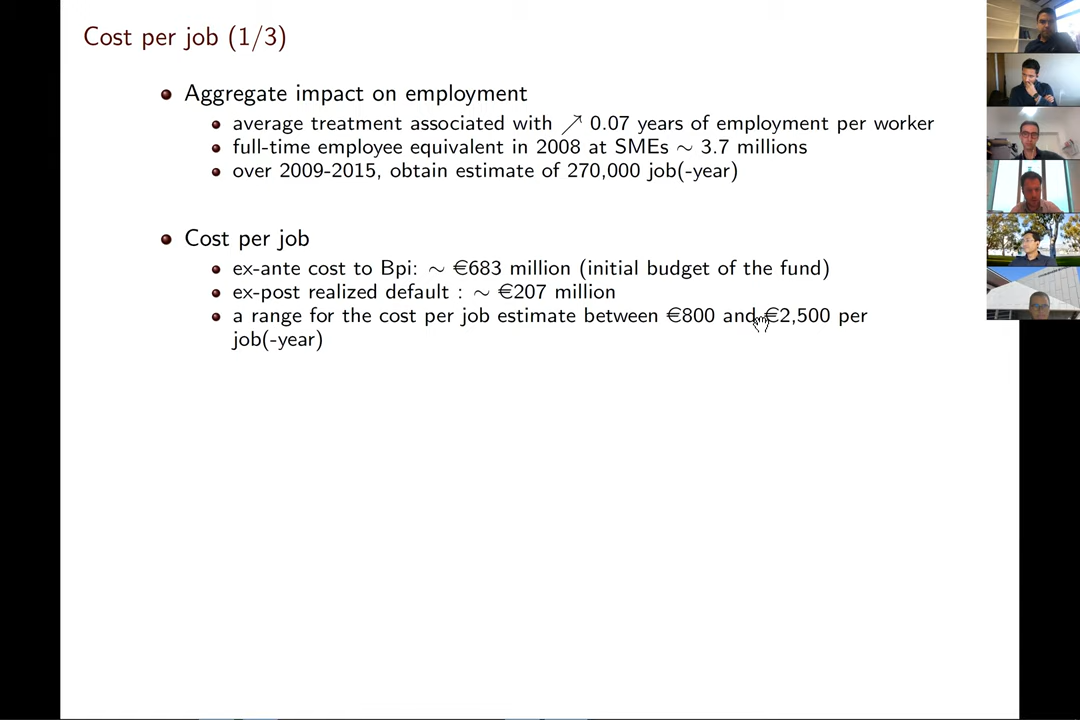 Cost per job (1/3)
Aggregate impact on employment
average treatment associated with ↗ 0.07 years of employment per worker
full-time employee equivalent in 2008 at SMEs ∼ 3.7 millions
over 2009-2015, obtain estimate of 270,000 job(-year)
Cost per job
ex-ante cost to Bpi: ∼ €683 million (initial budget of the fund)
ex-post realized default : ∼ €207 million
a range for the cost per job estimate between €800 and €2,500 per
job(-year)